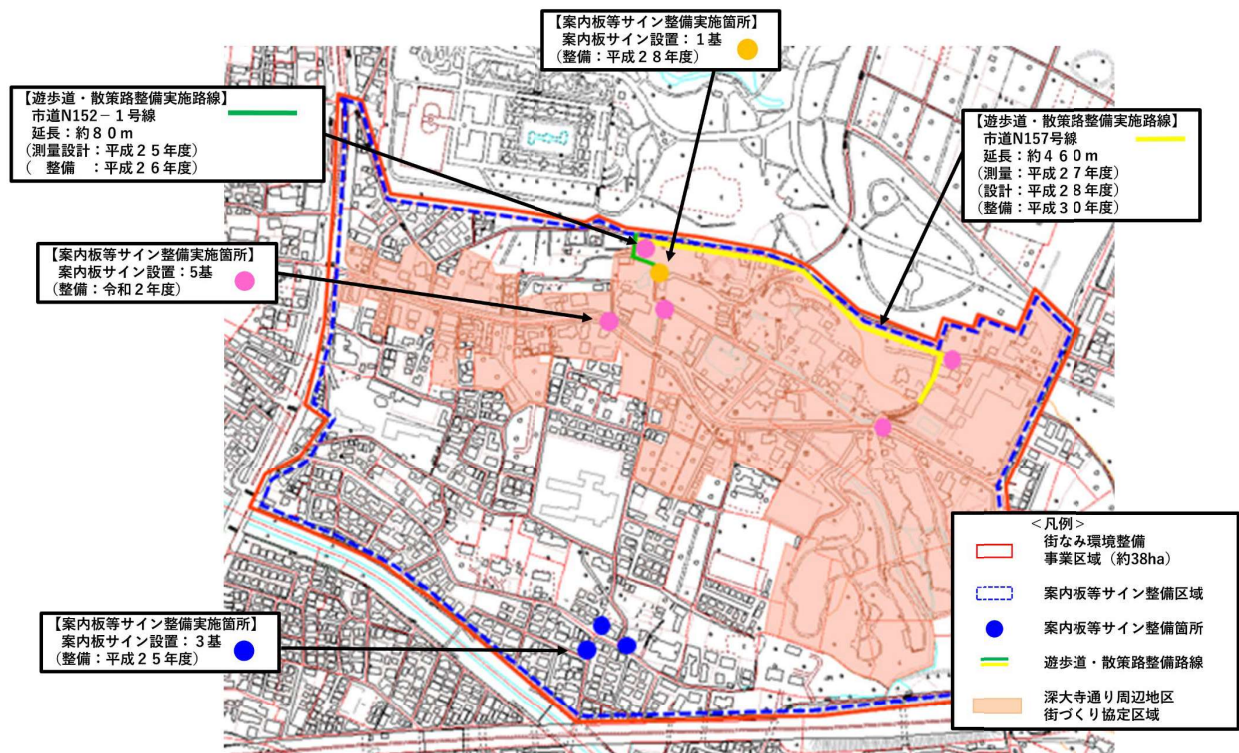 【案内板等サイン整備実施箇所】
案内板サイン設置：１基
（整備：平成２８年度）
【遊歩道・散策路整備実施路線】
市道N152－１号線
延長：約８０ｍ
（測量設計：平成２５年度）
（　整備　：平成２６年度）
【遊歩道・散策路整備実施路線】
市道N157号線
延長：約４６０ｍ
（測量：平成２７年度）
（設計：平成２８年度）
（整備：平成３０年度）
【案内板等サイン整備実施箇所】
案内板サイン設置：5基
（整備：令和２年度）
【案内板等サイン整備実施箇所】
案内板サイン設置：３基
（整備：平成２５年度）
＜凡例＞
街なみ環境整備
事業区域（約38ha）
案内板等サイン整備区域
案内板等サイン整備箇所
遊歩道・散策路整備路線
深大寺通り周辺地区
街づくり協定区域